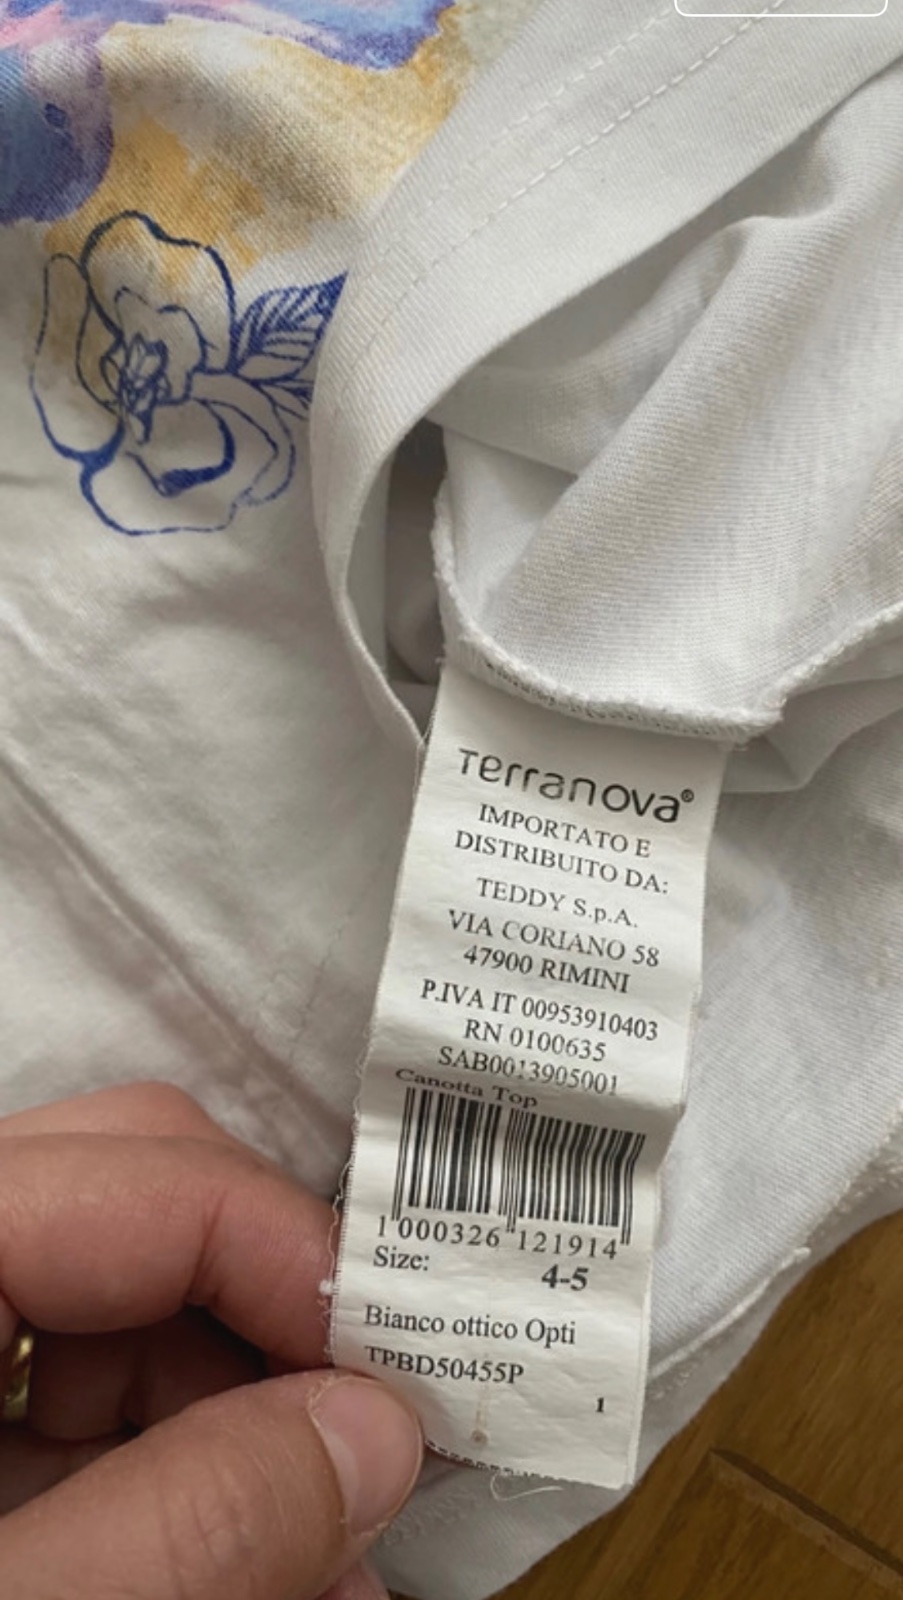 Terranova®
IMPORTATO E
DISTRIBUITO DA:
TEDDY S.p.A.
VIA CORIANO 58
47900 RIMINI
P.IVA IT 00953910403
RN 0100635
SAB0013905001
Canotta Top
1 000326 121914
Size: 4-5
Bianco ottico Opti
TPBD50455P
1